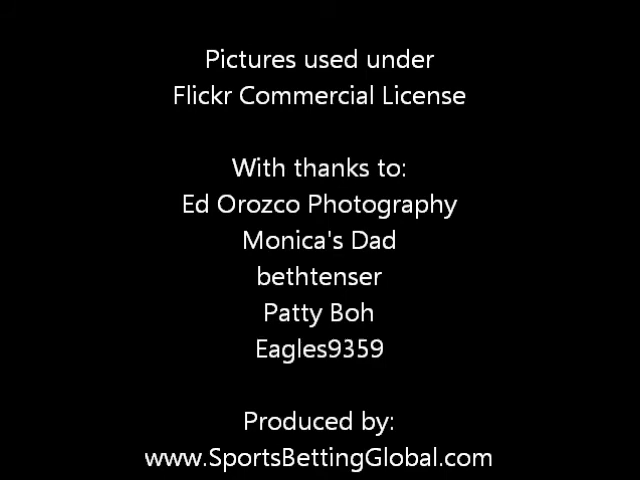 Pictures used under
Flickr Commercial License
With thanks to:
Ed Orozco Photography
Monica's Dad
bethtenser
Patty Boh
Eagles9359
Produced by:
www.SportsBettingGlobal.com